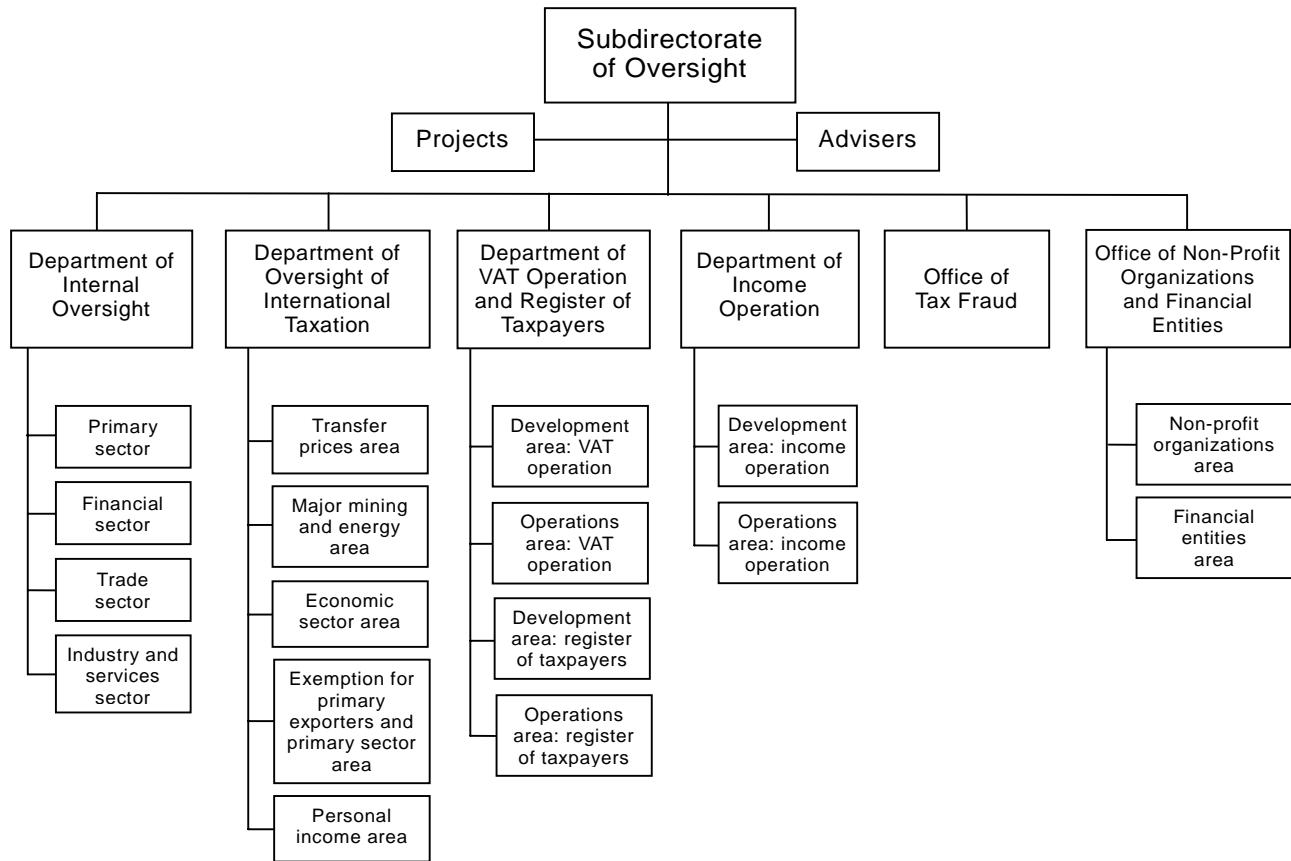 Subdirectorate
of Oversight
Projects
Advisers
Department of
Internal
Oversight
Department of
Oversight of
International
Taxation
Department of
VAT Operation
and Register of
Taxpayers
Department of
Income
Operation
Office of
Tax Fraud
Office of Non-Profit
Organizations
and Financial
Entities
Primary
sector
Financial
sector
Trade
sector
Industry and
services
sector
Transfer
prices area
Major mining
and energy
area
Economic
sector area
Exemption for
primary
exporters and
primary sector
area
Personal
income area
Development
area: VAT
operation
Operations
area: VAT
operation
Development
area: register
of taxpayers
Operations
area: register
of taxpayers
Development
area: income
operation
Operations
area: income
operation
Non-profit
organizations
area
Financial
entities
area